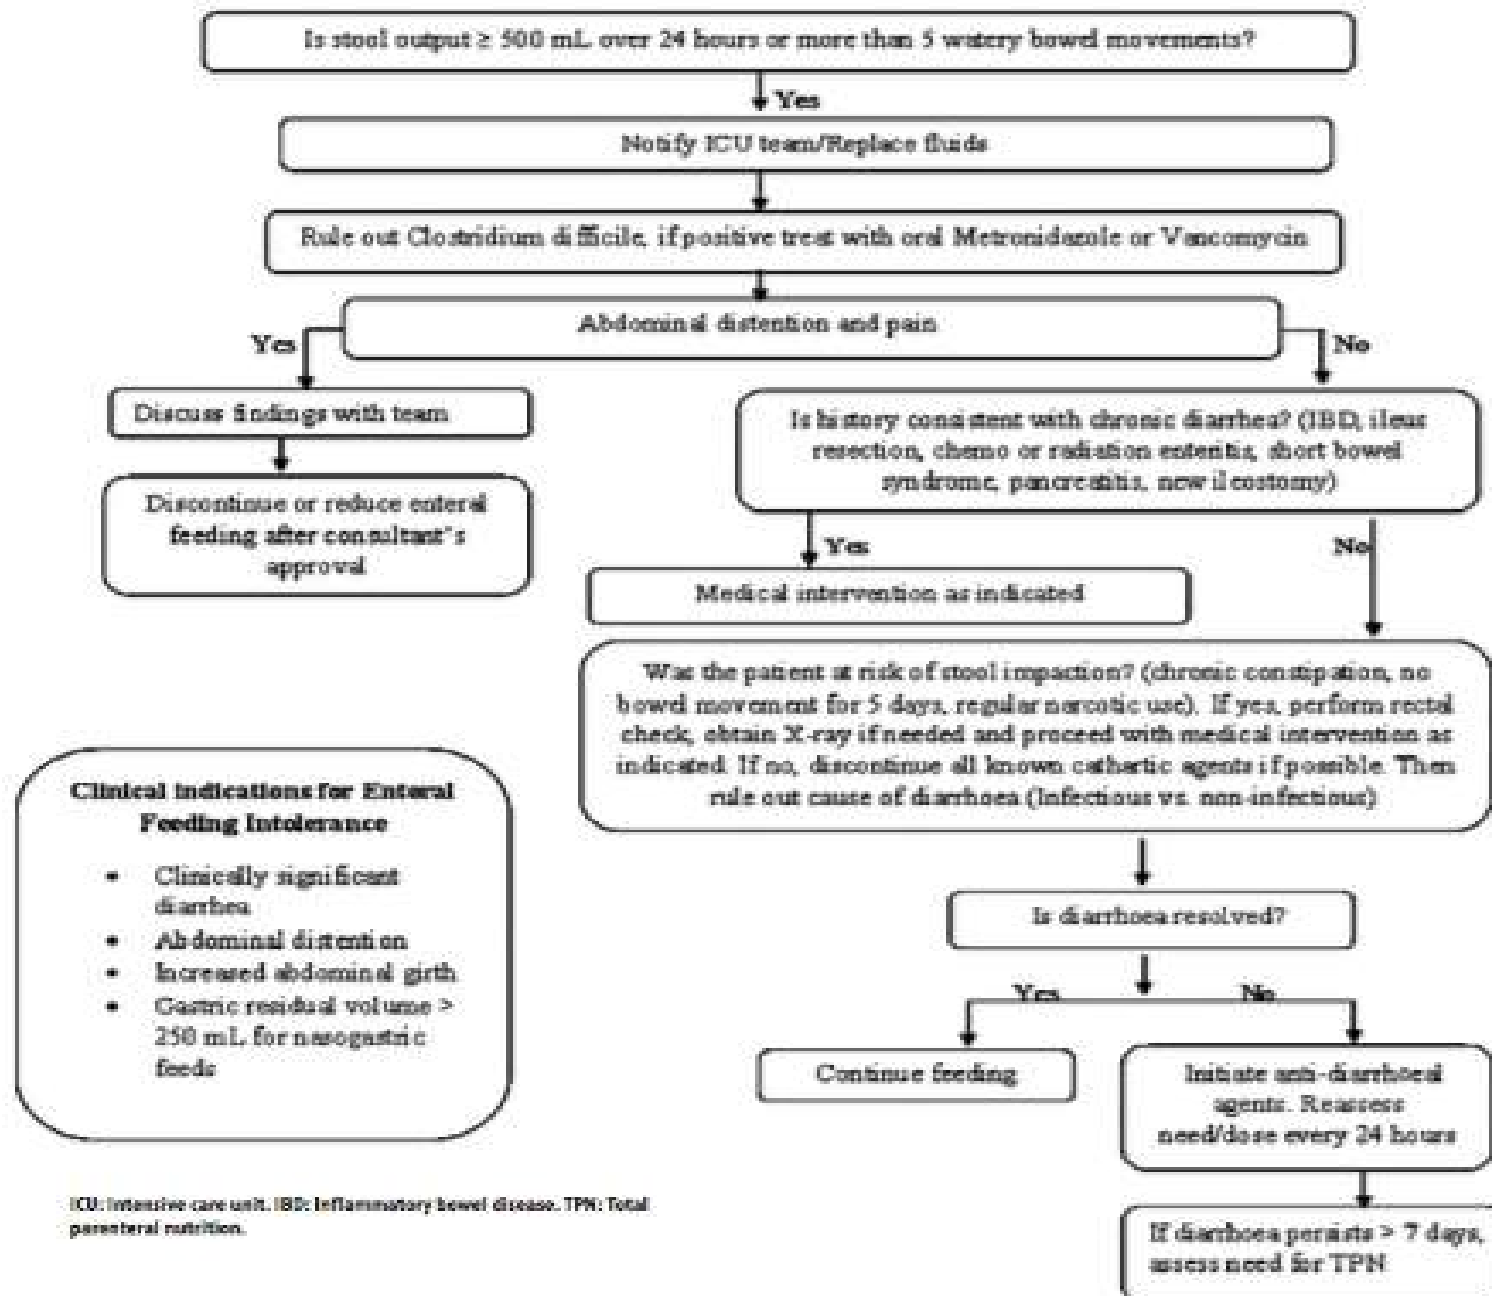 Is stool output ≥ 500 mL over 24 hours or more than 5 watery bowel movements?
Yes
Notify ICU team/Replace fluids
Rule out Clostridium difficile, if positive treat with oral Metronidazole or Vancomycin
Abdominal distention and pain
Yes
No
Discuss findings with team
Discontinue or reduce enteral
feeding after consultant's
approval
Is history consistent with chronic diarrhea? (IBD, ileus
resection, chemo or radiation enteritis, short bowel
syndrome, pancreatitis, new ileostomy)
Yes
No
Medical intervention as indicated
Was the patient at risk of stool impaction? (chronic constipation, no
bowel movement for 5 days, regular narcotic use). If yes, perform rectal
check, obtain X-ray if needed and proceed with medical intervention as
indicated. If no, discontinue all known cathartic agents if possible. Then
rule out cause of diarrhoea (Infectious vs. non-infectious)
Clinical indications for Enteral
Feeding Intolerance
• Clinically significant
diarrhea
• Abdominal distention
• Increased abdominal girth
• Gastric residual volume >
250 mL for nasogastric
feeds
Is diarrhoea resolved?
Yes
No
Continue feeding
Initiate anti-diarrhoeal
agents. Reassess
need/dose every 24 hours
If diarrhoea persists > 7 days,
assess need for TPN
ICU: Intensive care unit. IBD: Inflammatory bowel disease. TPN: Total
parenteral nutrition.